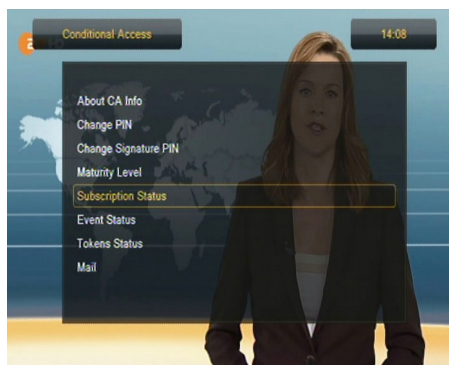 Conditional Access
14:08
About CA Info
Change PIN
Change Signature PIN
Maturity Level
Subscription Status
Event Status
Tokens Status
Mail